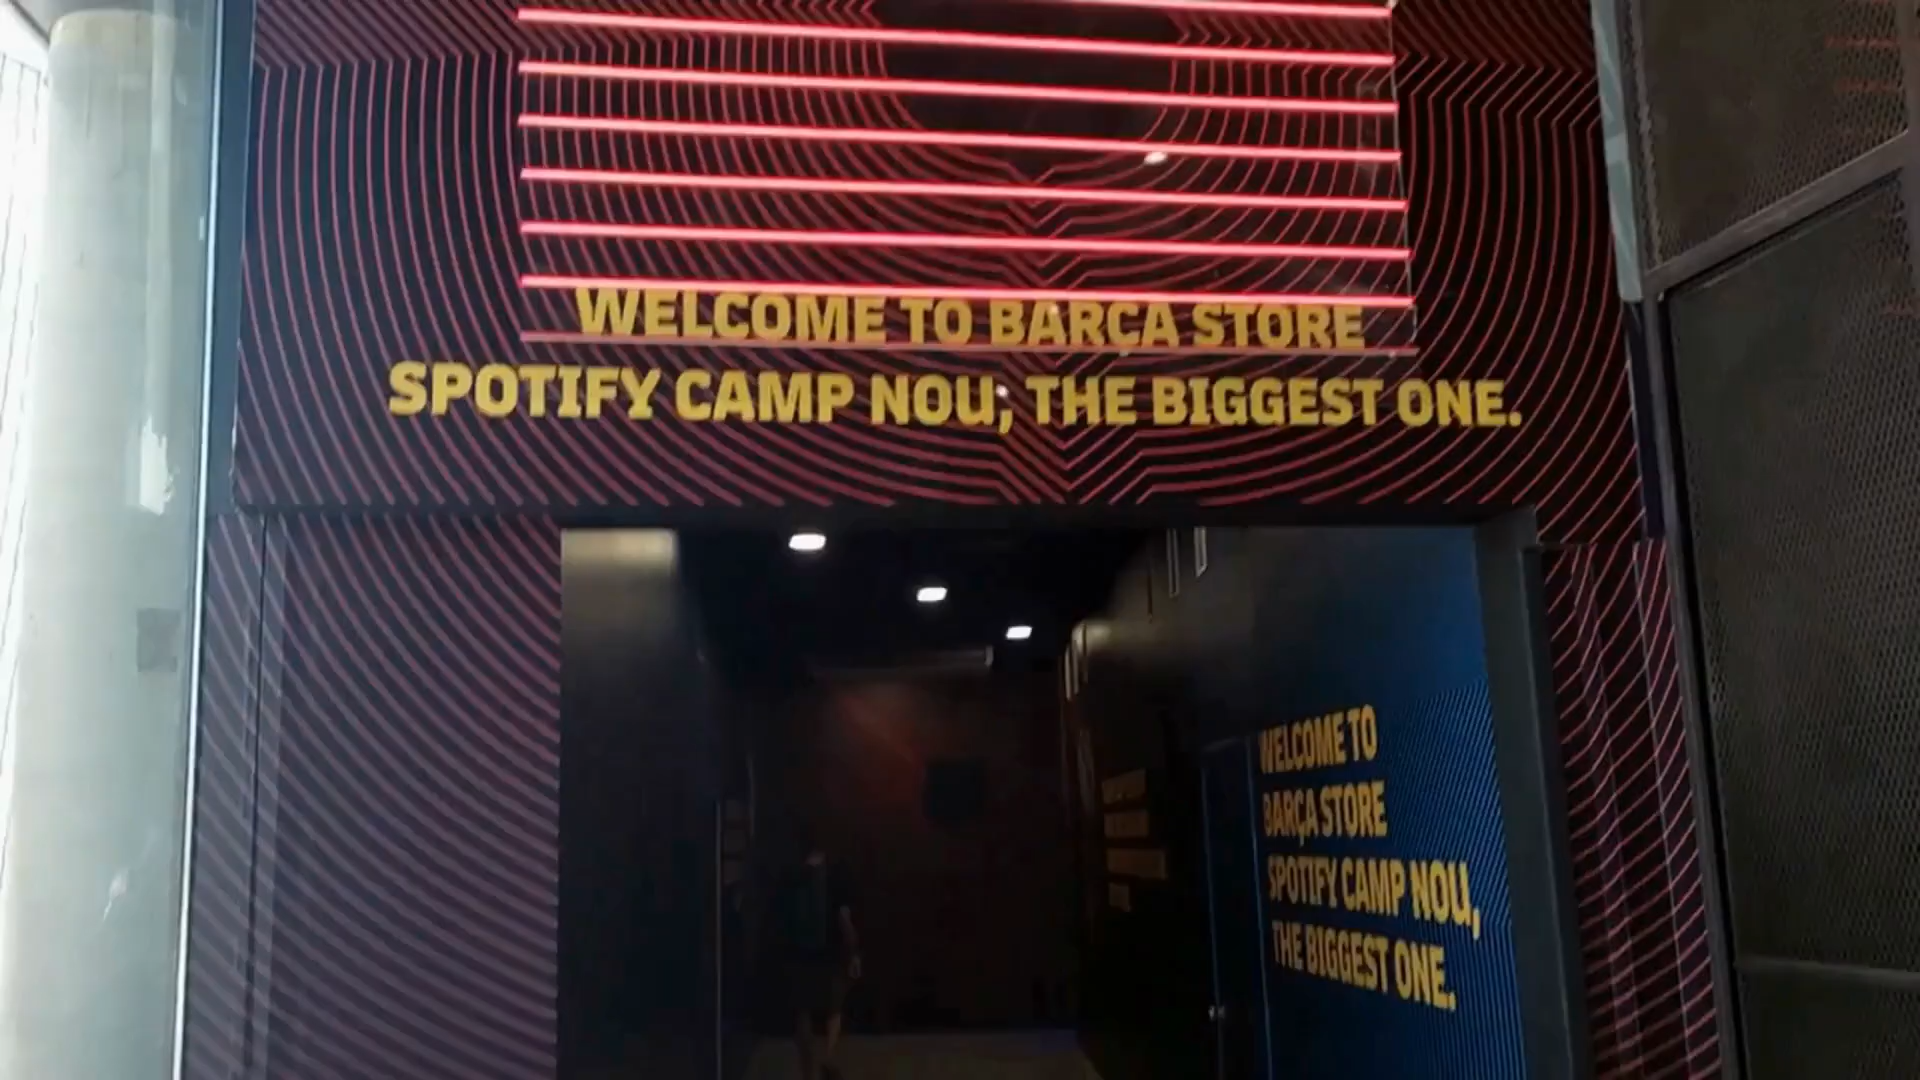 WELCOME TO BARÇA STORE
SPOTIFY CAMP NOU, THE BIGGEST ONE.
WELCOME TO
BARÇA STORE
SPOTIFY CAMP NOU,
THE BIGGEST ONE.